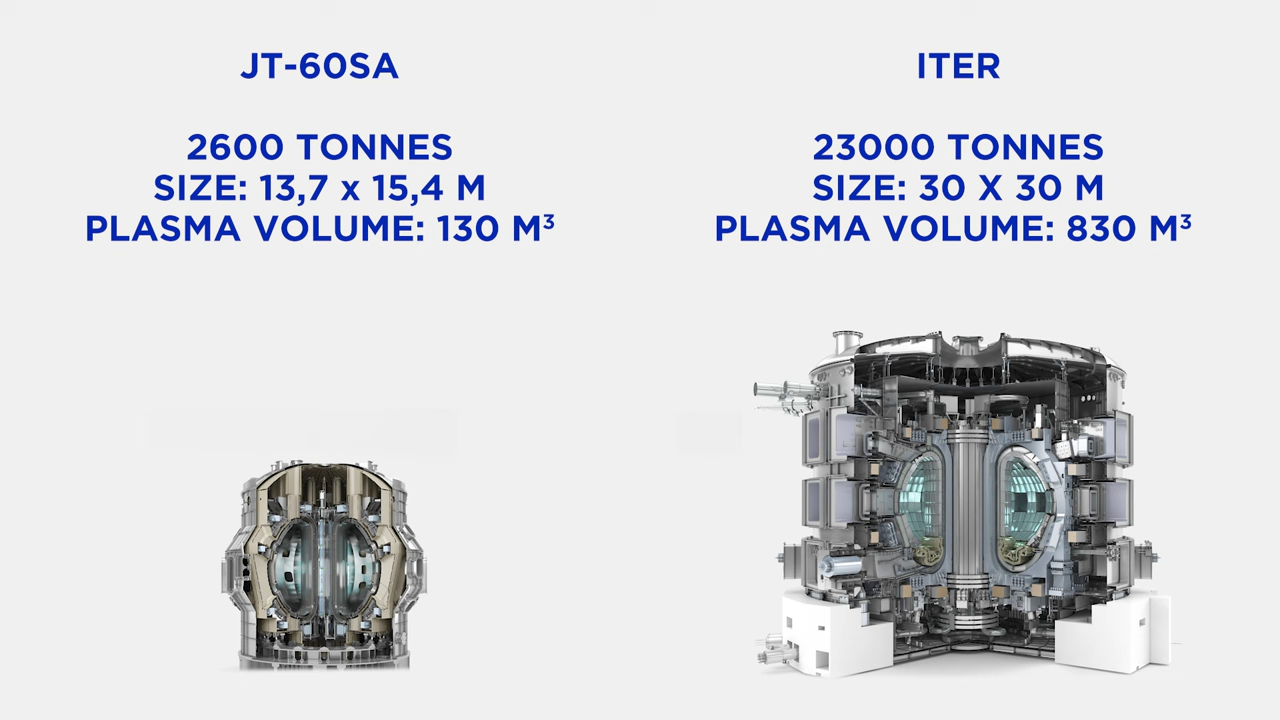 JT-60SA
2600 TONNES
SIZE: 13,7 x 15,4 M
PLASMA VOLUME: 130 M³
ITER
23000 TONNES
SIZE: 30 X 30 M
PLASMA VOLUME: 830 M³